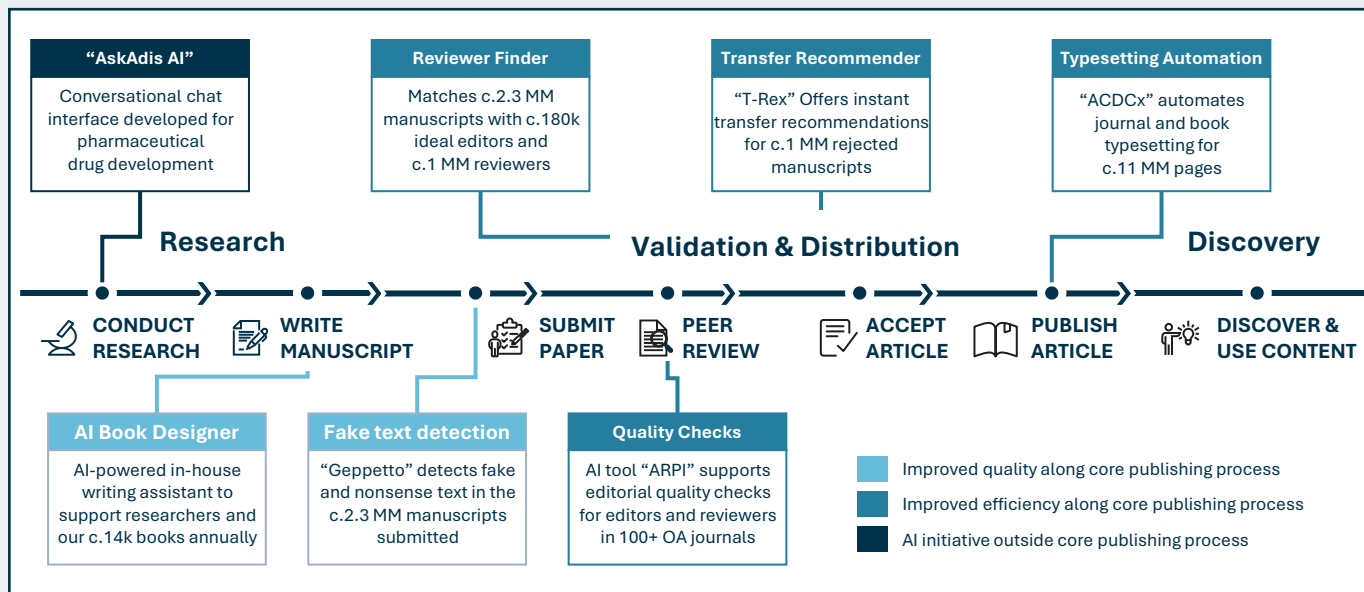 “AskAdis AI”
Conversational chat
interface developed for
pharmaceutical
drug development
Reviewer Finder
Matches c.2.3 MM
manuscripts with c.180k
ideal editors and
c.1 MM reviewers
Transfer Recommender
“T-Rex” Offers instant
transfer recommendations
for c.1 MM rejected
manuscripts
Typesetting Automation
“ACDCx” automates
journal and book
typesetting for
c.11 MM pages
Research
Validation & Distribution
Discovery
CONDUCT
RESEARCH
WRITE
MANUSCRIPT
SUBMIT
PAPER
PEER
REVIEW
ACCEPT
ARTICLE
PUBLISH
ARTICLE
DISCOVER &
USE CONTENT
AI Book Designer
AI-powered in-house
writing assistant to
support researchers and
our c.14k books annually
Fake text detection
“Geppetto” detects fake
and nonsense text in the
c.2.3 MM manuscripts
submitted
Quality Checks
AI tool “ARPI” supports
editorial quality checks
for editors and reviewers
in 100+ OA journals
Improved quality along core publishing process
Improved efficiency along core publishing process
AI initiative outside core publishing process